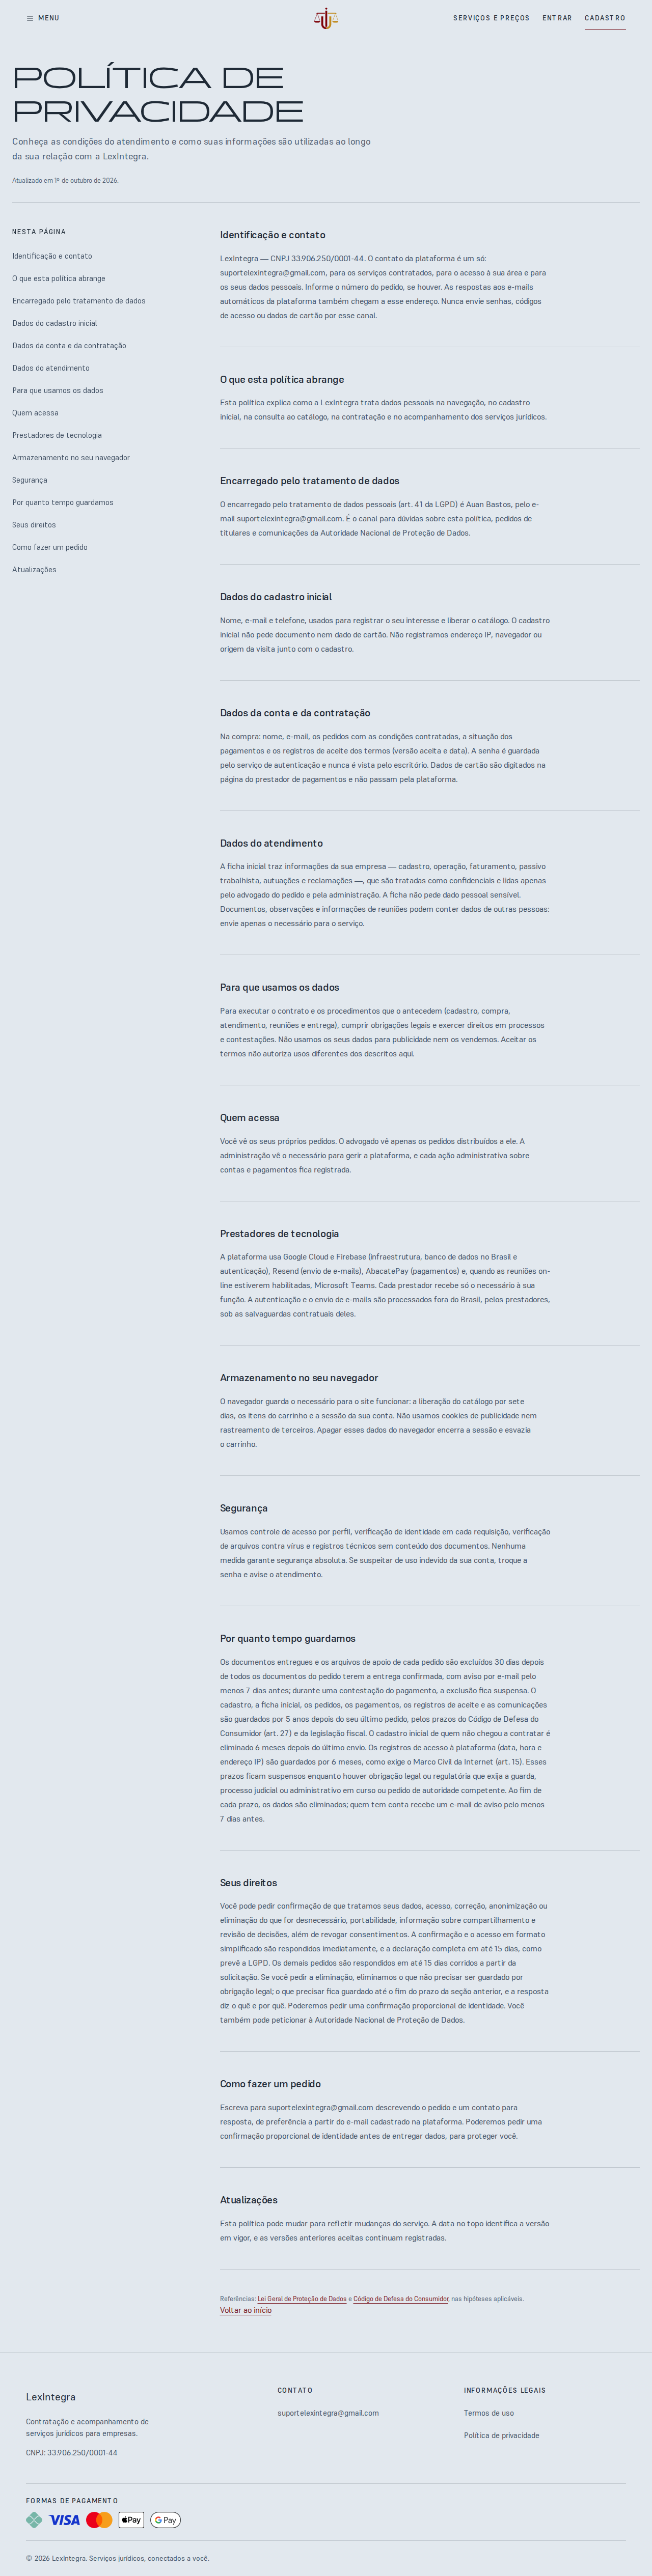 MENU
SERVIÇOS E PREÇOS
ENTRAR
CADASTRO
POLÍTICA DE
PRIVACIDADE
Conheça as condições do atendimento e como suas informações são utilizadas ao longo
da sua relação com a LexIntegra.
Atualizado em 1º de outubro de 2026.
NESTA PÁGINA
Identificação e contato
O que esta política abrange
Encarregado pelo tratamento de dados
Dados do cadastro inicial
Dados da conta e da contratação
Dados do atendimento
Para que usamos os dados
Quem acessa
Prestadores de tecnologia
Armazenamento no seu navegador
Segurança
Por quanto tempo guardamos
Seus direitos
Como fazer um pedido
Atualizações
Identificação e contato
LexIntegra — CNPJ 33.906.250/0001-44. O contato da plataforma é um só:
suportelexintegra@gmail.com, para os serviços contratados, para o acesso à sua área e para
os seus dados pessoais. Informe o número do pedido, se houver. As respostas aos e-mails
automáticos da plataforma também chegam a esse endereço. Nunca envie senhas, códigos
de acesso ou dados de cartão por esse canal.
O que esta política abrange
Esta política explica como a LexIntegra trata dados pessoais na navegação, no cadastro
inicial, na consulta ao catálogo, na contratação e no acompanhamento dos serviços jurídicos.
Encarregado pelo tratamento de dados
O encarregado pelo tratamento de dados pessoais (art. 41 da LGPD) é Auan Bastos, pelo e-
mail suportelexintegra@gmail.com. É o canal para dúvidas sobre esta política, pedidos de
titulares e comunicações da Autoridade Nacional de Proteção de Dados.
Dados do cadastro inicial
Nome, e-mail e telefone, usados para registrar o seu interesse e liberar o catálogo. O cadastro
inicial não pede documento nem dado de cartão. Não registramos endereço IP, navegador ou
origem da visita junto com o cadastro.
Dados da conta e da contratação
Na compra: nome, e-mail, os pedidos com as condições contratadas, a situação dos
pagamentos e os registros de aceite dos termos (versão aceita e data). A senha é guardada
pelo serviço de autenticação e nunca é vista pelo escritório. Dados de cartão são digitados na
página do prestador de pagamentos e não passam pela plataforma.
Dados do atendimento
A ficha inicial traz informações da sua empresa — cadastro, operação, faturamento, passivo
trabalhista, autuações e reclamações —, que são tratadas como confidenciais e lidas apenas
pelo advogado do pedido e pela administração. A ficha não pede dado pessoal sensível.
Documentos, observações e informações de reuniões podem conter dados de outras pessoas:
envie apenas o necessário para o serviço.
Para que usamos os dados
Para executar o contrato e os procedimentos que o antecedem (cadastro, compra,
atendimento, reuniões e entrega), cumprir obrigações legais e exercer direitos em processos
e contestações. Não usamos os seus dados para publicidade nem os vendemos. Aceitar os
termos não autoriza usos diferentes dos descritos aqui.
Quem acessa
Você vê os seus próprios pedidos. O advogado vê apenas os pedidos distribuídos a ele. A
administração vê o necessário para gerir a plataforma, e cada ação administrativa sobre
contas e pagamentos fica registrada.
Prestadores de tecnologia
A plataforma usa Google Cloud e Firebase (infraestrutura, banco de dados no Brasil e
autenticação), Resend (envio de e-mails), AbacatePay (pagamentos) e, quando as reuniões on-
line estiverem habilitadas, Microsoft Teams. Cada prestador recebe só o necessário à sua
função. A autenticação e o envio de e-mails são processados fora do Brasil, pelos prestadores,
sob as salvaguardas contratuais deles.
Armazenamento no seu navegador
O navegador guarda o necessário para o site funcionar: a liberação do catálogo por sete
dias, os itens do carrinho e a sessão da sua conta. Não usamos cookies de publicidade nem
rastreamento de terceiros. Apagar esses dados do navegador encerra a sessão e esvazia
o carrinho.
Segurança
Usamos controle de acesso por perfil, verificação de identidade em cada requisição, verificação
de arquivos contra vírus e registros técnicos sem conteúdo dos documentos. Nenhuma
medida garante segurança absoluta. Se suspeitar de uso indevido da sua conta, troque a
senha e avise o atendimento.
Por quanto tempo guardamos
Os documentos entregues e os arquivos de apoio de cada pedido são excluídos 30 dias depois
de todos os documentos do pedido terem a entrega confirmada, com aviso por e-mail pelo
menos 7 dias antes; durante uma contestação do pagamento, a exclusão fica suspensa. O
cadastro, a ficha inicial, os pedidos, os pagamentos, os registros de aceite e as comunicações
são guardados por 5 anos depois do seu último pedido, pelos prazos do Código de Defesa do
Consumidor (art. 27) e da legislação fiscal. O cadastro inicial de quem não chegou a contratar é
eliminado 6 meses depois do último envio. Os registros de acesso à plataforma (data, hora e
endereço IP) são guardados por 6 meses, como exige o Marco Civil da Internet (art. 15). Esses
prazos ficam suspensos enquanto houver obrigação legal ou regulatória que exija a guarda,
processo judicial ou administrativo em curso ou pedido de autoridade competente. Ao fim de
cada prazo, os dados são eliminados; quem tem conta recebe um e-mail de aviso pelo menos
7 dias antes.
Seus direitos
Você pode pedir confirmação de que tratamos seus dados, acesso, correção, anonimização ou
eliminação do que for desnecessário, portabilidade, informação sobre compartilhamento e
revisão de decisões, além de revogar consentimentos. A confirmação e o acesso em formato
simplificado são respondidos imediatamente, e a declaração completa em até 15 dias, como
prevê a LGPD. Os demais pedidos são respondidos em até 15 dias corridos a partir da
solicitação. Se você pedir a eliminação, eliminamos o que não precisar ser guardado por
obrigação legal; o que precisar fica guardado até o fim do prazo da seção anterior, e a resposta
diz o quê e por quê. Poderemos pedir uma confirmação proporcional de identidade. Você
também pode peticionar à Autoridade Nacional de Proteção de Dados.
Como fazer um pedido
Escreva para suportelexintegra@gmail.com descrevendo o pedido e um contato para
resposta, de preferência a partir do e-mail cadastrado na plataforma. Poderemos pedir uma
confirmação proporcional de identidade antes de entregar dados, para proteger você.
Atualizações
Esta política pode mudar para refletir mudanças do serviço. A data no topo identifica a versão
em vigor, e as versões anteriores aceitas continuam registradas.
Referências: Lei Geral de Proteção de Dados e Código de Defesa do Consumidor, nas hipóteses aplicáveis.
Voltar ao início
LexIntegra
Contratação e acompanhamento de
serviços jurídicos para empresas.
CNPJ: 33.906.250/0001-44
CONTATO
suportelexintegra@gmail.com
INFORMAÇÕES LEGAIS
Termos de uso
Política de privacidade
FORMAS DE PAGAMENTO
VISA
Pay
G Pay
© 2026 LexIntegra. Serviços jurídicos, conectados a você.